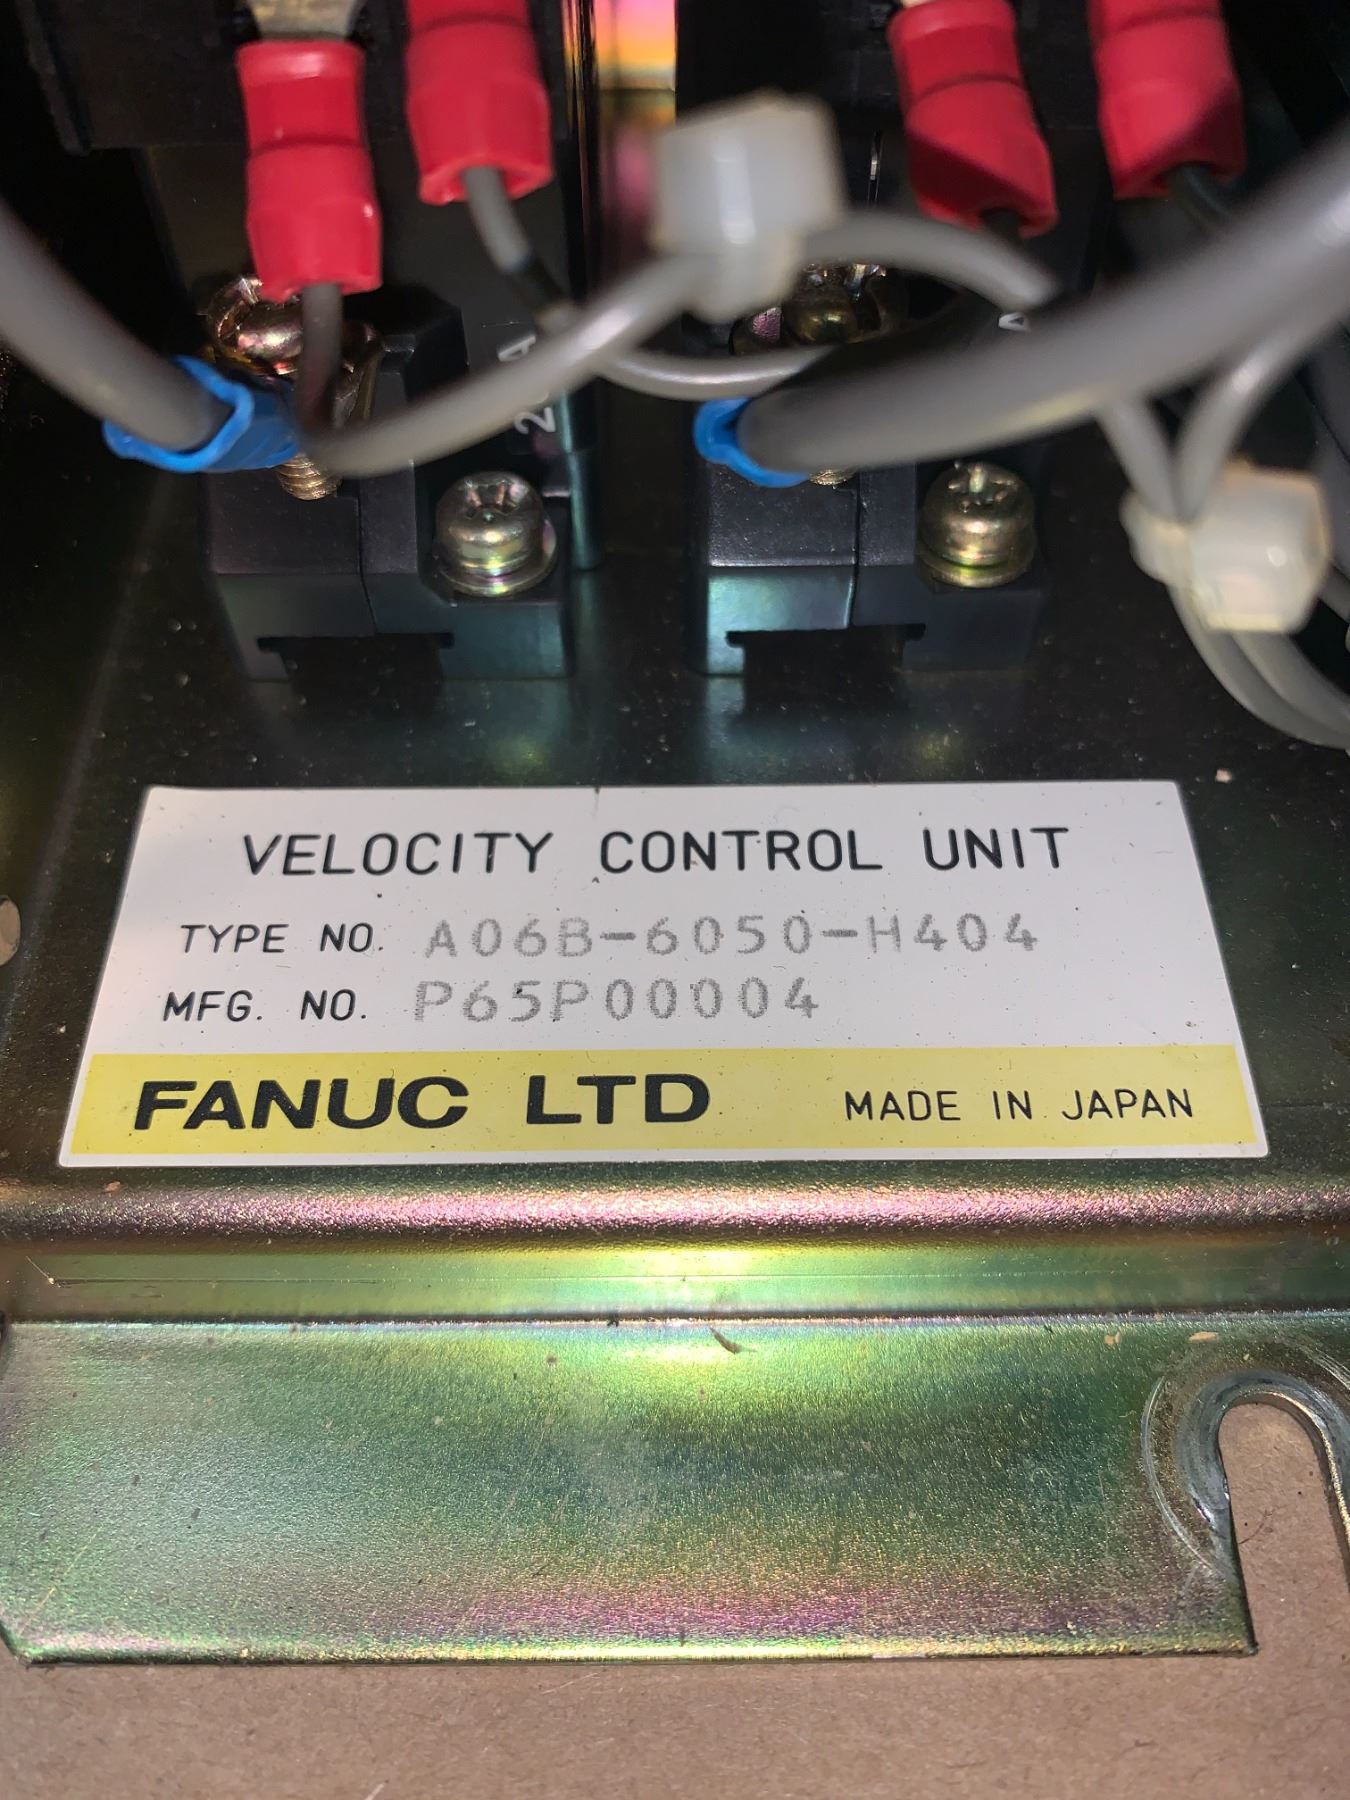 VELOCITY CONTROL UNIT
TYPE NO. A06B-6050-H404
MFG. NO. P65P00004
FANUC LTD MADE IN JAPAN